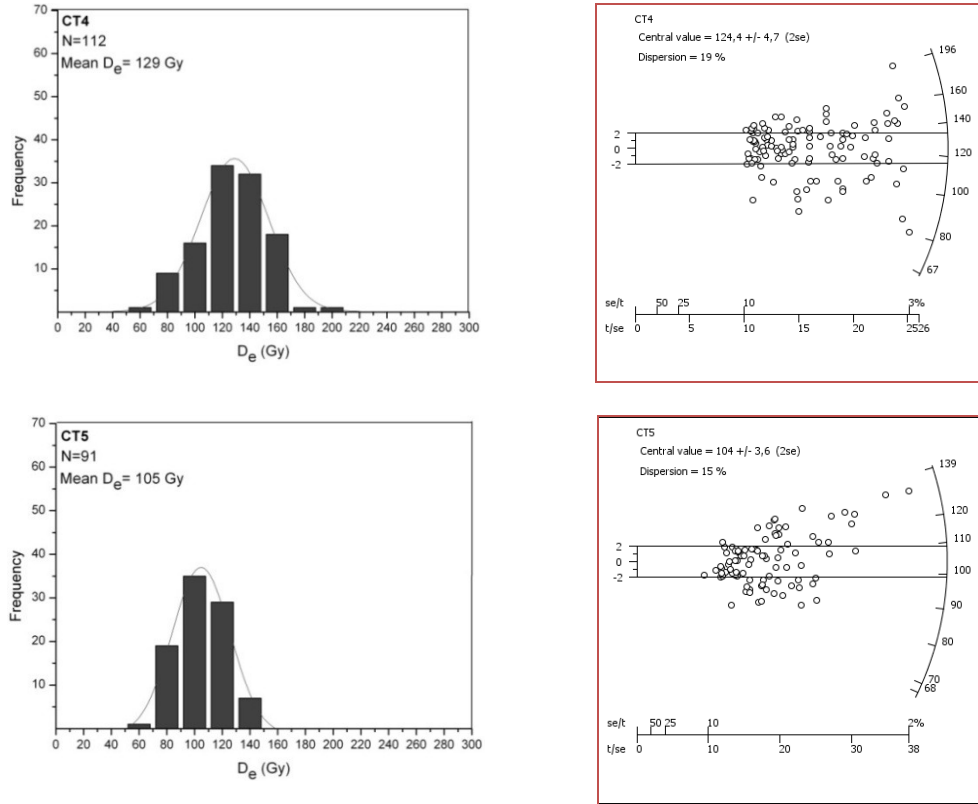 CT4
N=112
Mean De= 129 Gy
70
60
50
40
30
20
10
Frequency
0 20 40 60 80 100 120 140 160 180 200 220 240 260 280 300
De (Gy)
CT4
Central value = 124,4 +/- 4,7 (2se)
Dispersion = 19 %
196
160
140
120
100
80
67
2
0
-2
se/t 50 25 10 3%
t/se 0 5 10 15 20 2526
CT5
N=91
Mean De= 105 Gy
70
60
50
40
30
20
10
Frequency
0 20 40 60 80 100 120 140 160 180 200 220 240 260 280 300
De (Gy)
CT5
Central value = 104 +/- 3,6 (2se)
Dispersion = 15 %
139
120
110
100
90
80
70
68
2
0
-2
se/t 50 25 10 2%
t/se 0 10 20 30 38